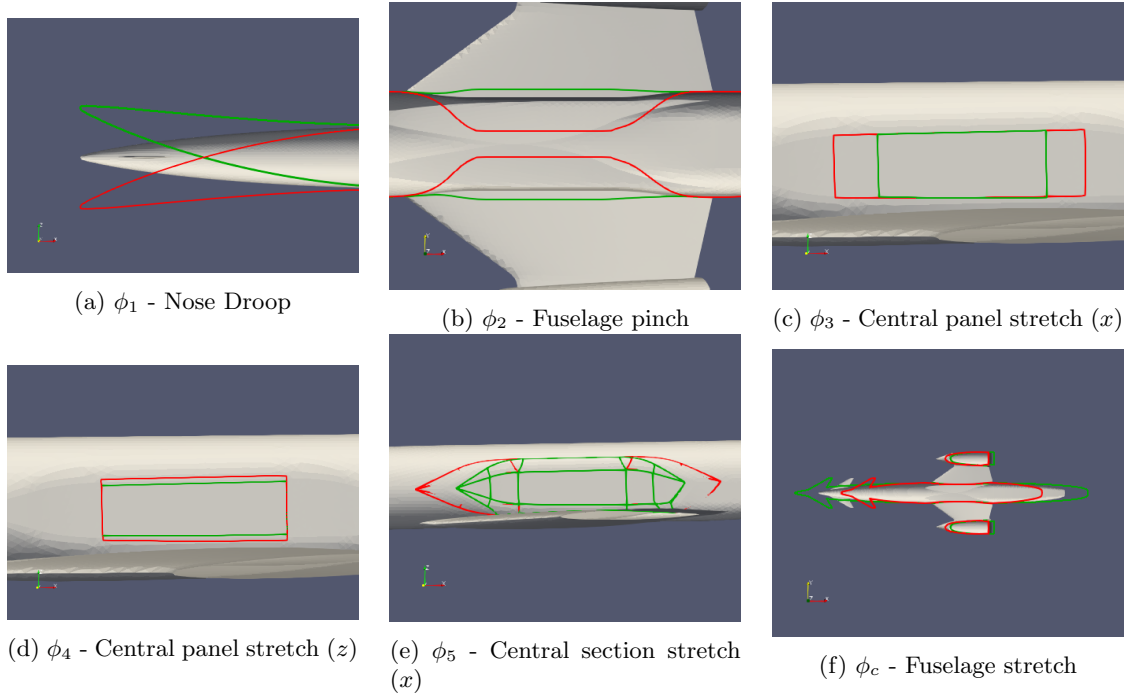 (a) ϕ₁ - Nose Droop
(b) ϕ₂ - Fuselage pinch
(c) ϕ₃ - Central panel stretch (x)
(d) ϕ₄ - Central panel stretch (z)
(e) ϕ₅ - Central section stretch
(x)
(f) ϕ_c - Fuselage stretch